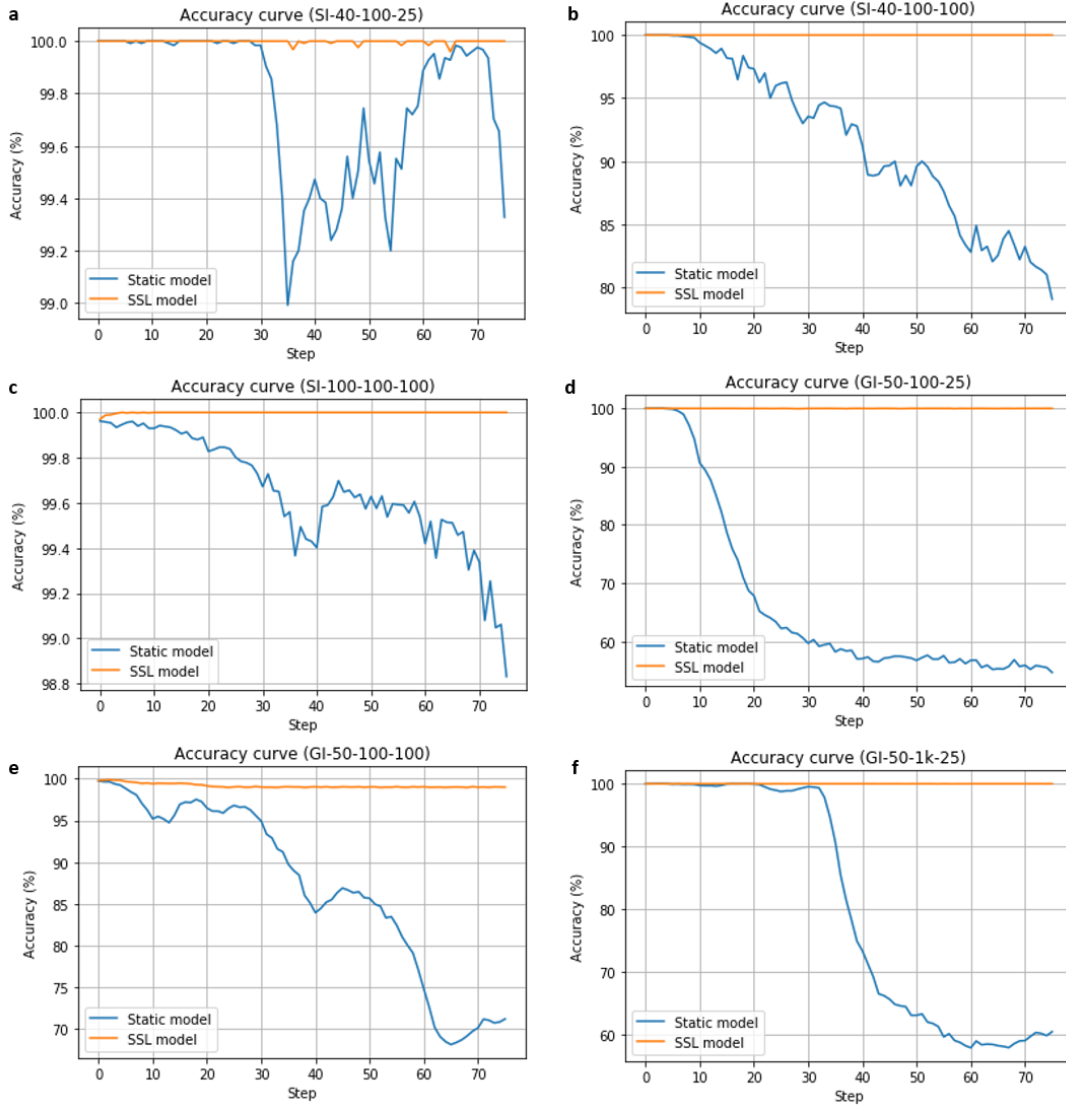 a
Accuracy curve (SI-40-100-25)
100.0
99.8
99.6
99.4
99.2
99.0
Accuracy (%)
Static model
SSL model
0 10 20 30 40 50 60 70
Step
b
Accuracy curve (SI-40-100-100)
100
95
90
85
80
Accuracy (%)
Static model
SSL model
0 10 20 30 40 50 60 70
Step
c
Accuracy curve (SI-100-100-100)
100.0
99.8
99.6
99.4
99.2
99.0
98.8
Accuracy (%)
Static model
SSL model
0 10 20 30 40 50 60 70
Step
d
Accuracy curve (GI-50-100-25)
100
90
80
70
60
Accuracy (%)
Static model
SSL model
0 10 20 30 40 50 60 70
Step
e
Accuracy curve (GI-50-100-100)
100
95
90
85
80
75
70
Accuracy (%)
Static model
SSL model
0 10 20 30 40 50 60 70
Step
f
Accuracy curve (GI-50-1k-25)
100
90
80
70
60
Accuracy (%)
Static model
SSL model
0 10 20 30 40 50 60 70
Step